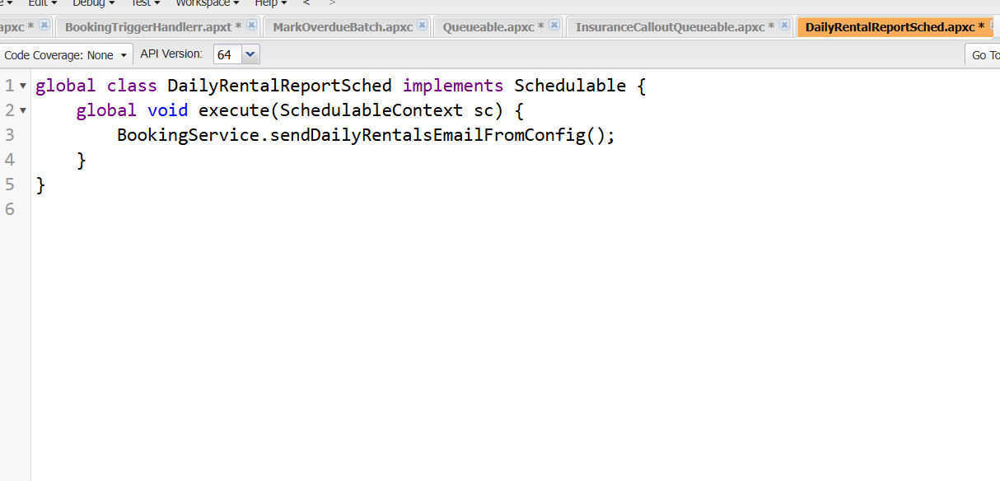 Edit Debug Test Workspace Help < >
apxc * BookingTriggerHandlerr.apxt * MarkOverdueBatch.apxc Queueable.apxc * InsuranceCalloutQueueable.apxc * DailyRentalReportSched.apxc *
Code Coverage: None API Version: 64 Go To
1 global class DailyRentalReportSched implements Schedulable {
2 global void execute(SchedulableContext sc) {
3 BookingService.sendDailyRentalsEmailFromConfig();
4 }
5 }
6